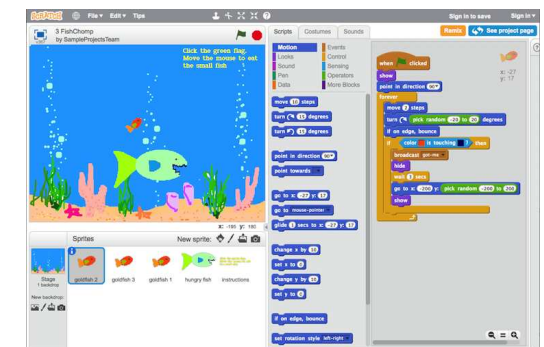 SCRATCH File Edit Tips Sign in to save Sign in
3 FishChomp
by SampleProjectsTeam
Scripts Costumes Sounds
Remix See project page
Click the green flag.
Move the mouse to eat
the small fish
Motion Events
Looks Control
Sound Sensing
Pen Operators
Data More Blocks
move 10 steps
turn 15 degrees
turn 15 degrees
point in direction 90
point towards
go to x: -27 y: 17
go to mouse-pointer
glide 1 secs to x: -27 y: 17
change x by 10
set x to 0
change y by 10
set y to 0
if on edge, bounce
set rotation style left-right
when clicked
show
point in direction 90
forever
move 2 steps
turn pick random -20 to 20 degrees
if on edge, bounce
if color is touching ? then
broadcast got-me
hide
wait 1 secs
go to x: -200 y: pick random -200 to 200
show
x: -27
y: 17
x: -195 y: 180
Sprites New sprite:
Stage
1 backdrop
New backdrop:
goldfish 2 goldfish 3 goldfish 1 hungry fish instructions